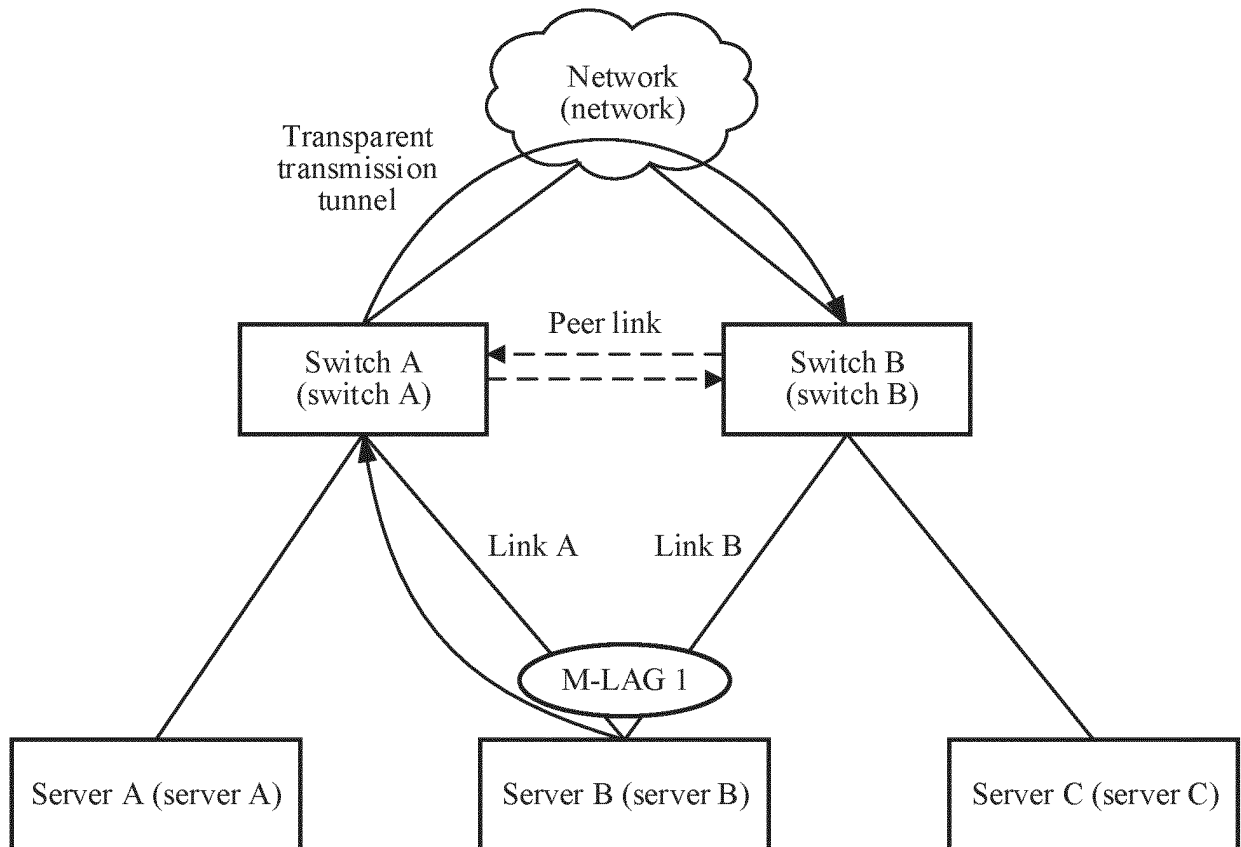 Network
(network)
Transparent
transmission
tunnel
Peer link
Switch A
(switch A)
Switch B
(switch B)
Link A
Link B
M-LAG 1
Server A (server A)
Server B (server B)
Server C (server C)